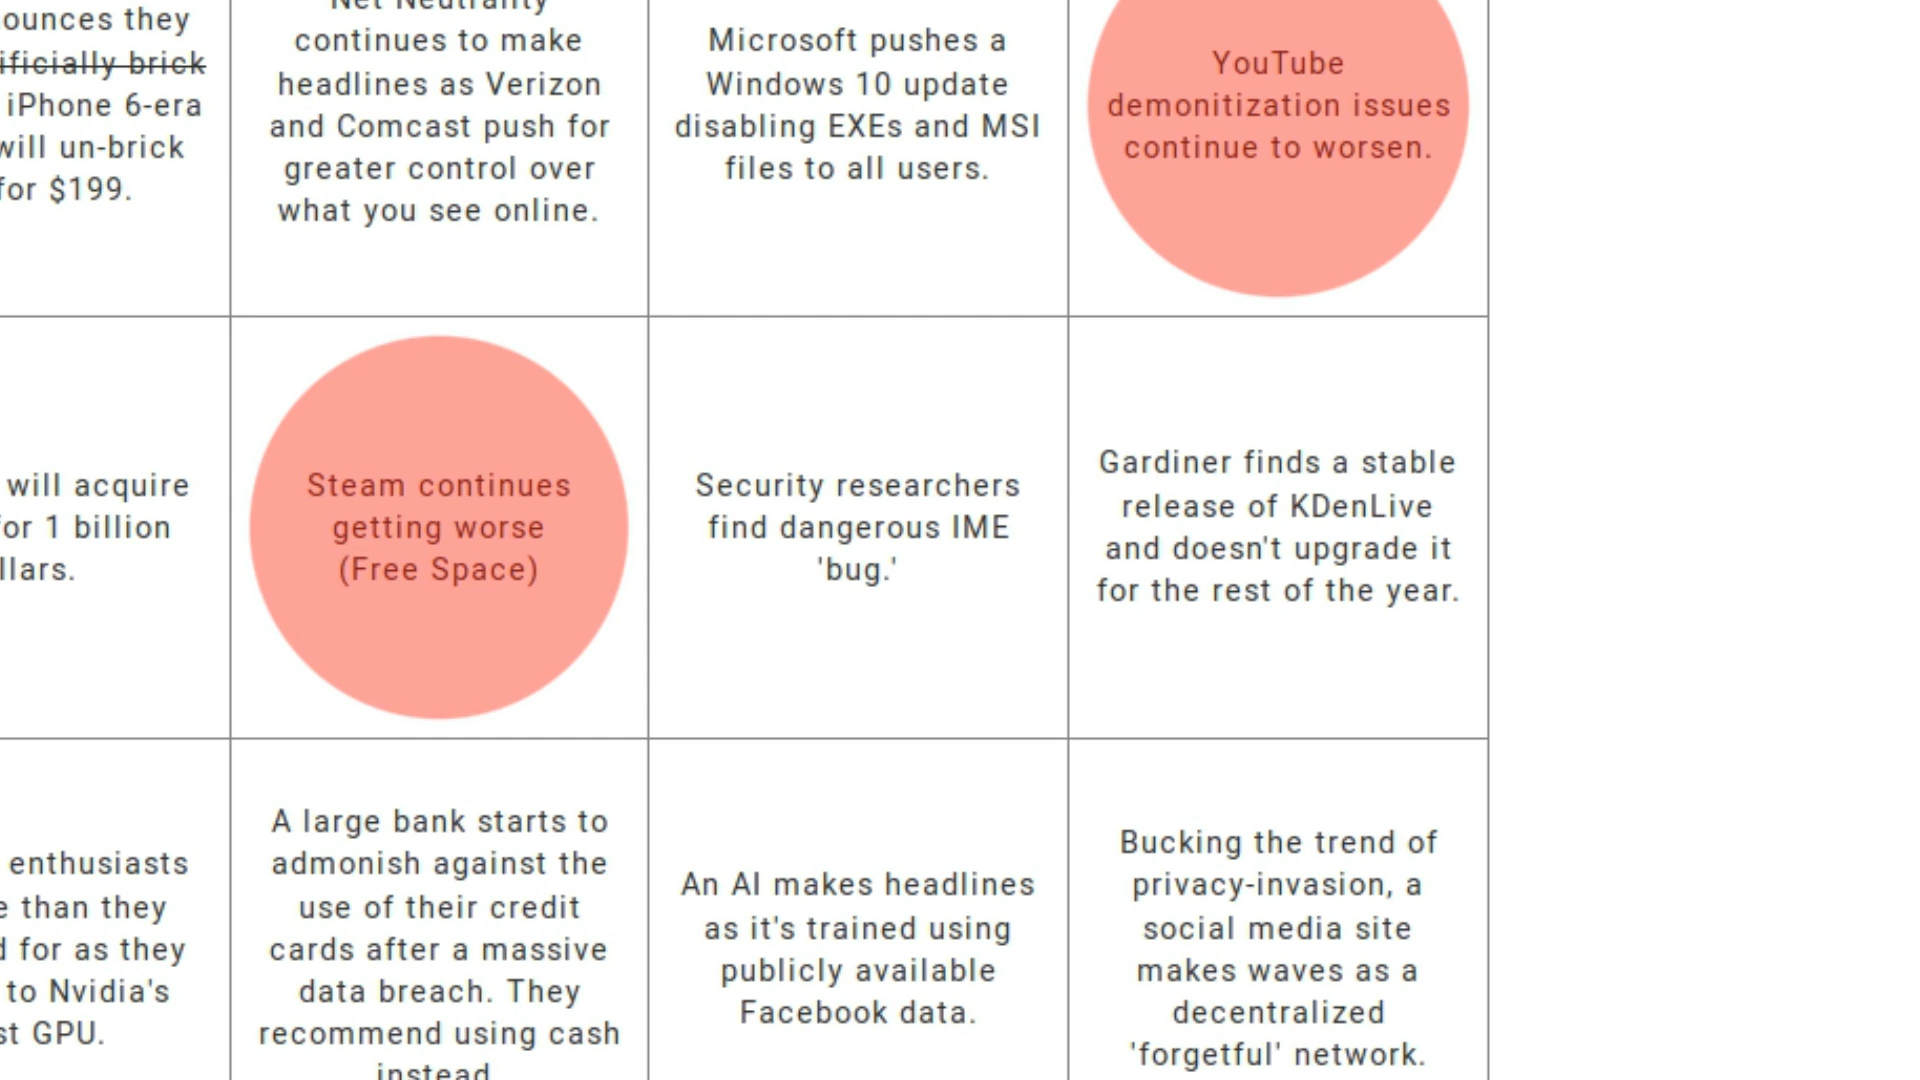 ounces they
ificially brick
iPhone 6-era
will un-brick
for $199.
Net Neutrality
continues to make
headlines as Verizon
and Comcast push for
greater control over
what you see online.
Microsoft pushes a
Windows 10 update
disabling EXEs and MSI
files to all users.
YouTube
demonitization issues
continue to worsen.
will acquire
for 1 billion
llars.
Steam continues
getting worse
(Free Space)
Security researchers
find dangerous IME
'bug.'
Gardiner finds a stable
release of KDenLive
and doesn't upgrade it
for the rest of the year.
enthusiasts
e than they
d for as they
to Nvidia's
st GPU.
A large bank starts to
admonish against the
use of their credit
cards after a massive
data breach. They
recommend using cash
instead
An AI makes headlines
as it's trained using
publicly available
Facebook data.
Bucking the trend of
privacy-invasion, a
social media site
makes waves as a
decentralized
'forgetful' network.